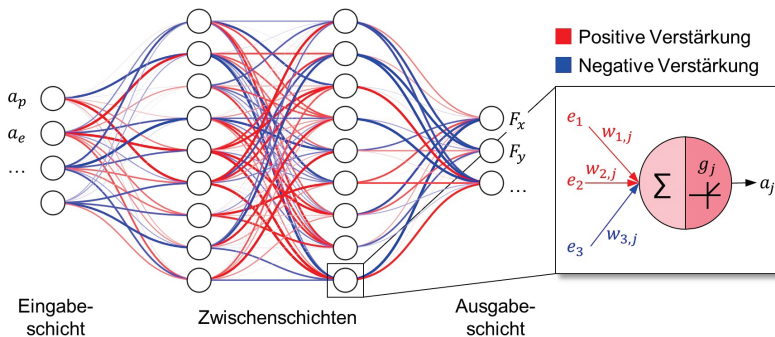 Positive Verstärkung
Negative Verstärkung
a_p
a_e
...
F_x
F_y
...
e_1
w_{1,j}
e_2
w_{2,j}
e_3
w_{3,j}
Σ
g_j
a_j
Eingabe-
schicht
Zwischenschichten
Ausgabe-
schicht